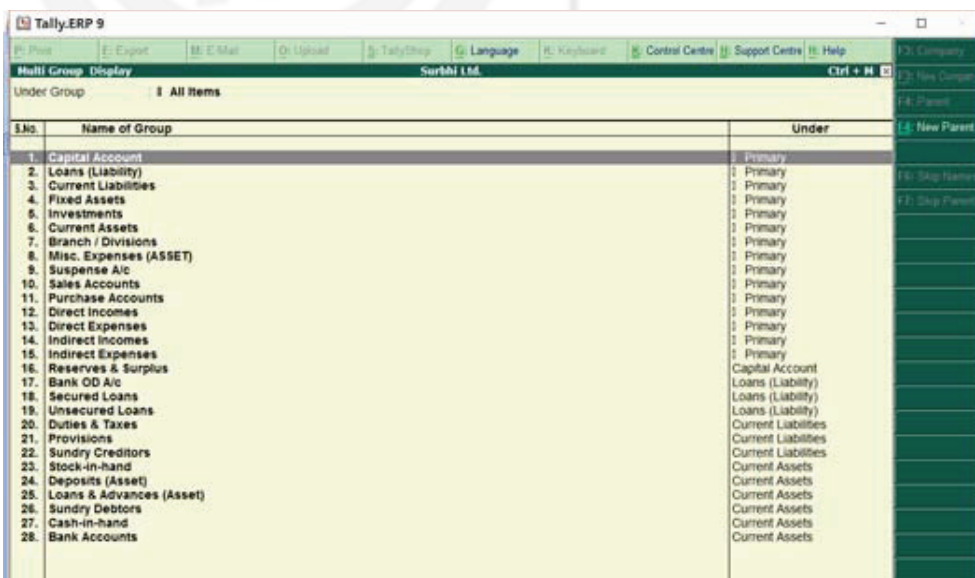 Tally.ERP 9
P: Print E: Export M: E-Mail O: Upload S: TallyShop G: Language K: Keyboard K: Control Centre H: Support Centre H: Help F3: Company
Multi Group Display Surbhi Ltd. Ctrl + M F3: New Company
Under Group : All Items F4: Parent
S.No. Name of Group Under F4: New Parent
1. Capital Account Primary
2. Loans (Liability) Primary F6: Skip Names
3. Current Liabilities Primary
4. Fixed Assets Primary F7: Skip Parent
5. Investments Primary
6. Current Assets Primary
7. Branch / Divisions Primary
8. Misc. Expenses (ASSET) Primary
9. Suspense A/c Primary
10. Sales Accounts Primary
11. Purchase Accounts Primary
12. Direct Incomes Primary
13. Direct Expenses Primary
14. Indirect Incomes Primary
15. Indirect Expenses Primary
16. Reserves & Surplus Capital Account
17. Bank OD A/c Loans (Liability)
18. Secured Loans Loans (Liability)
19. Unsecured Loans Loans (Liability)
20. Duties & Taxes Current Liabilities
21. Provisions Current Liabilities
22. Sundry Creditors Current Liabilities
23. Stock-in-hand Current Assets
24. Deposits (Asset) Current Assets
25. Loans & Advances (Asset) Current Assets
26. Sundry Debtors Current Assets
27. Cash-in-hand Current Assets
28. Bank Accounts Current Assets